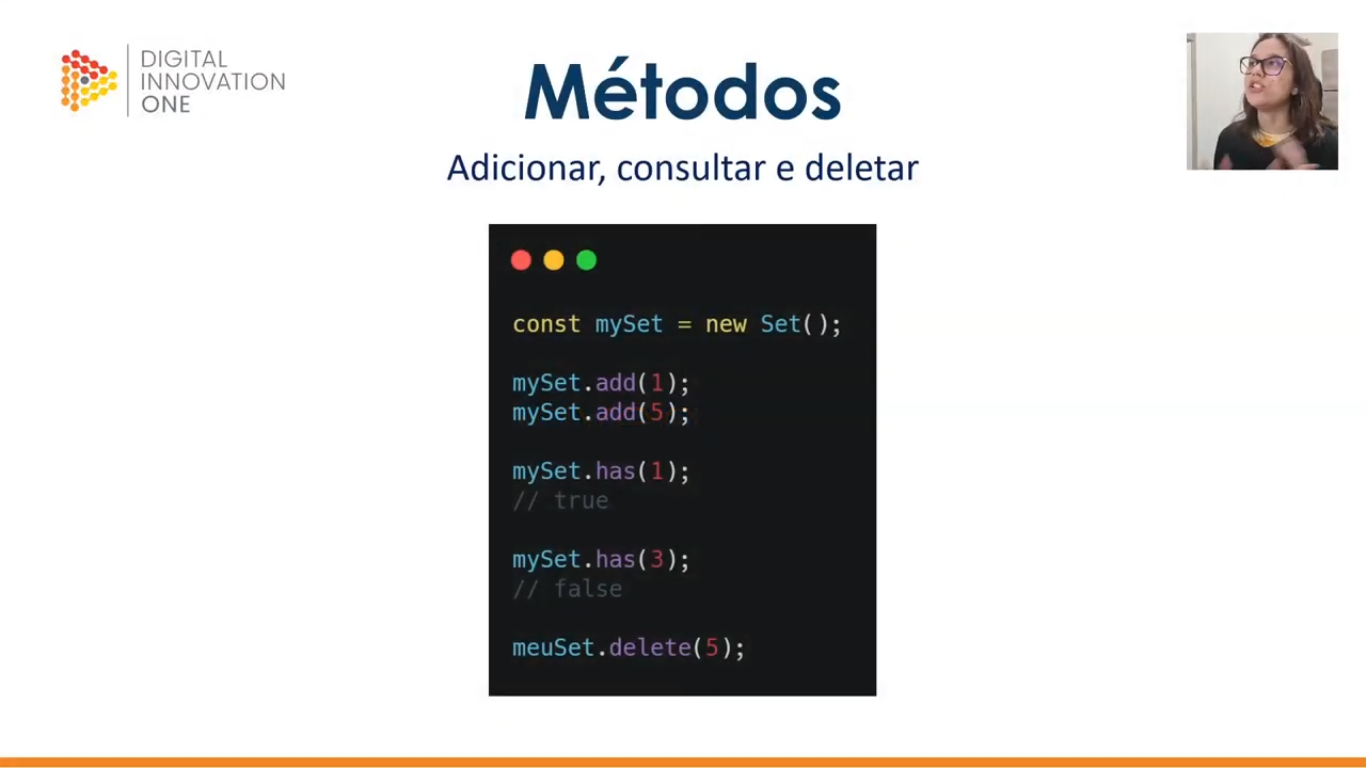 DIGITAL
INNOVATION
ONE
Métodos
Adicionar, consultar e deletar
const mySet = new Set();
mySet.add(1);
mySet.add(5);
mySet.has(1);
// true
mySet.has(3);
// false
meuSet.delete(5);